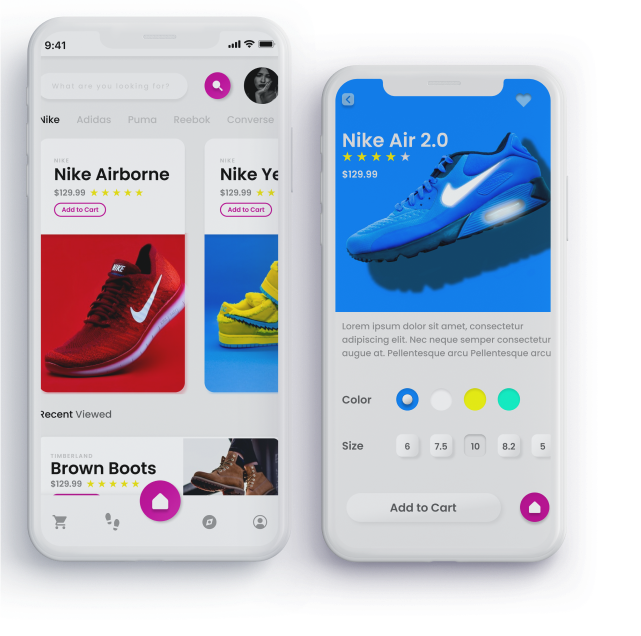 9:41
What are you looking for?
Nike Adidas Puma Reebok Converse
NIKE
Nike Airborne
$129.99
Add to Cart
NIKE
Nike Ye
$129.99
Add to Cart
NIKE
Recent Viewed
TIMBERLAND
Brown Boots
$129.99
Nike Air 2.0
$129.99
Lorem ipsum dolor sit amet, consectetur
adipiscing elit. Nec neque semper consectetur
augue at. Pellentesque arcu Pellentesque arcu
Color
Size 6 7.5 10 8.2 5
Add to Cart